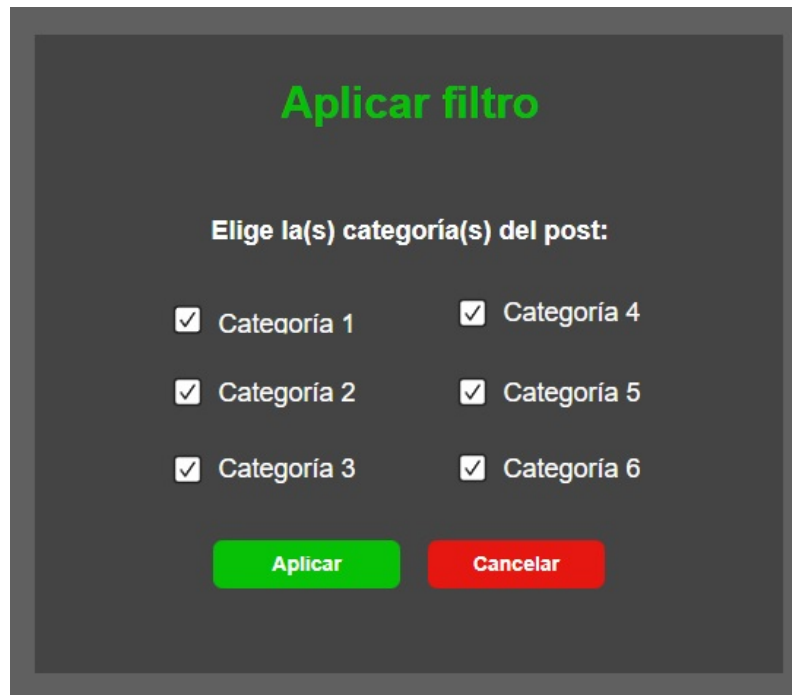 Aplicar filtro
Elige la(s) categoría(s) del post:
Categoría 1
Categoría 4
Categoría 2
Categoría 5
Categoría 3
Categoría 6
Aplicar
Cancelar